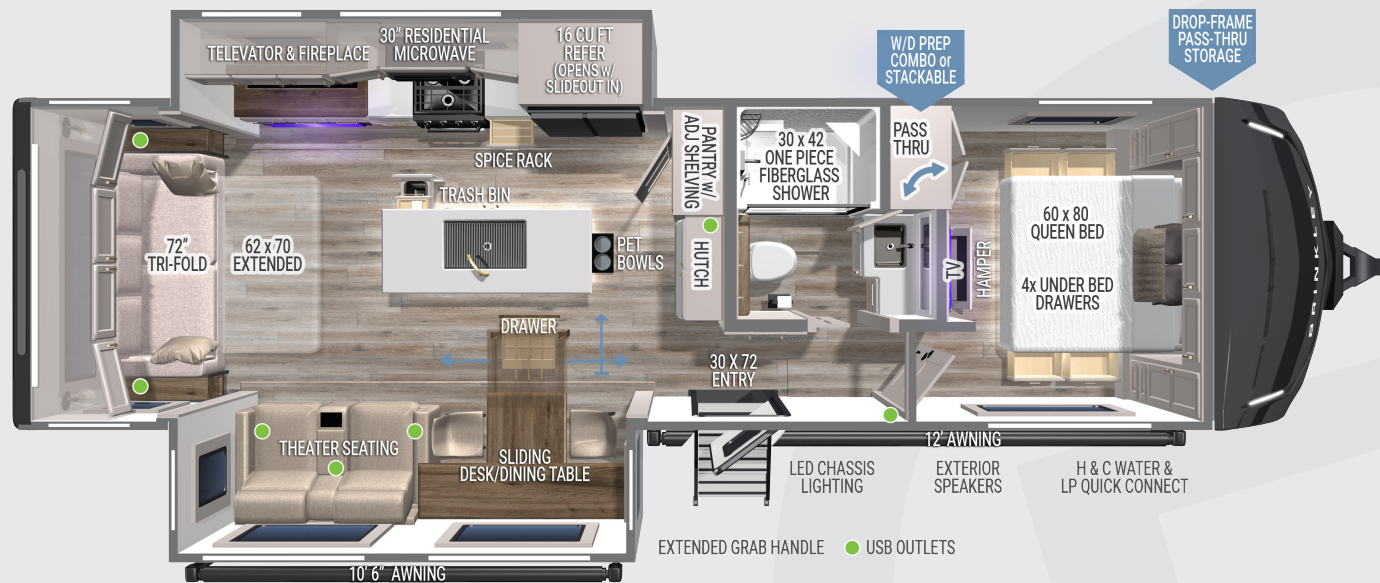 DROP-FRAME
PASS-THRU
STORAGE
W/D PREP
COMBO or
STACKABLE
TELEVATOR & FIREPLACE
30” RESIDENTIAL
MICROWAVE
16 CU FT
REFER
(OPENS w/
SLIDEOUT IN)
SPICE RACK
PANTRY w/
ADJ SHELVING
30 x 42
ONE PIECE
FIBERGLASS
SHOWER
PASS
THRU
TRASH BIN
72”
TRI-FOLD
62 x 70
EXTENDED
PET
BOWLS
HUTCH
TV
HAMPER
60 x 80
QUEEN BED
4x UNDER BED
DRAWERS
BRINKLEY
DRAWER
30 X 72
ENTRY
THEATER SEATING
SLIDING
DESK/DINING TABLE
12’ AWNING
LED CHASSIS
LIGHTING
EXTERIOR
SPEAKERS
H & C WATER &
LP QUICK CONNECT
EXTENDED GRAB HANDLE
USB OUTLETS
10’ 6” AWNING